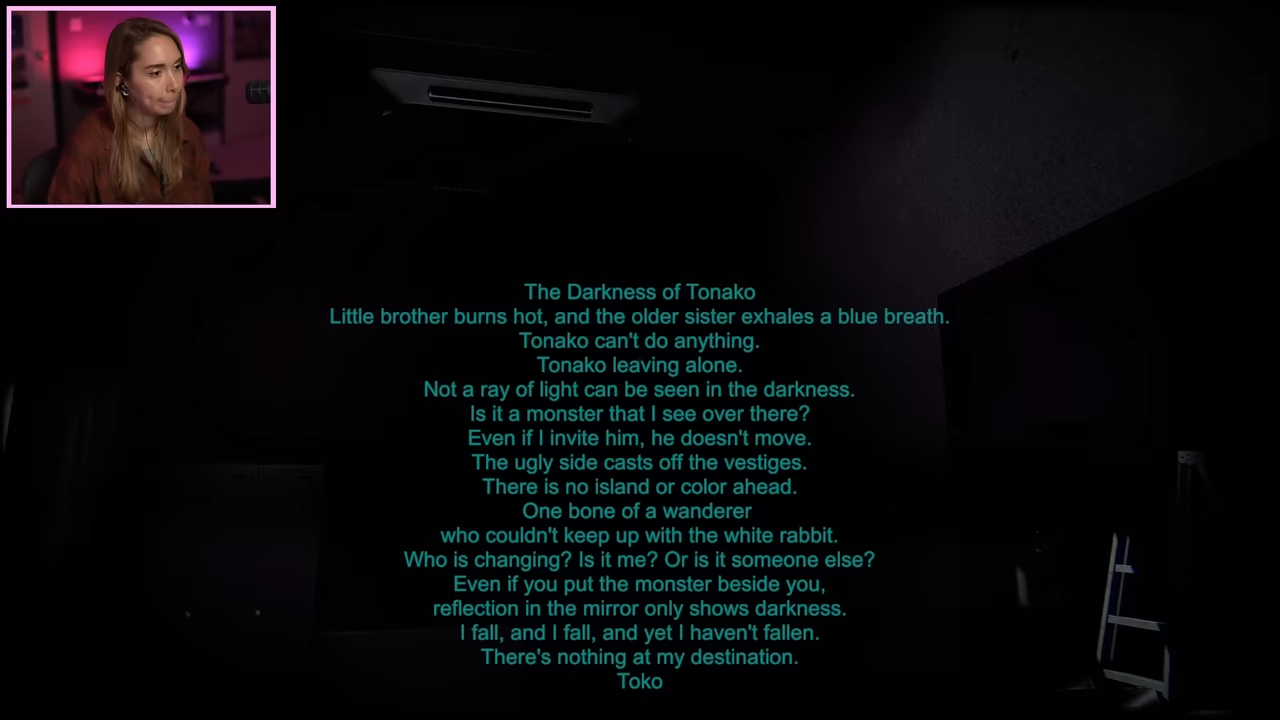 The Darkness of Tonako
Little brother burns hot, and the older sister exhales a blue breath.
Tonako can't do anything.
Tonako leaving alone.
Not a ray of light can be seen in the darkness.
Is it a monster that I see over there?
Even if I invite him, he doesn't move.
The ugly side casts off the vestiges.
There is no island or color ahead.
One bone of a wanderer
who couldn't keep up with the white rabbit.
Who is changing? Is it me? Or is it someone else?
Even if you put the monster beside you,
reflection in the mirror only shows darkness.
I fall, and I fall, and yet I haven't fallen.
There's nothing at my destination.
Toko